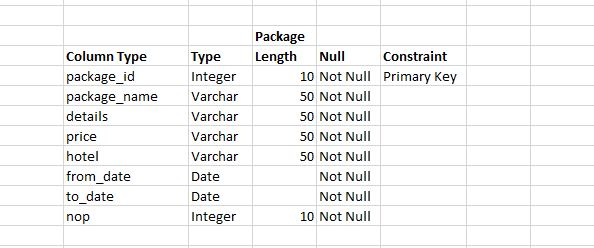 Package
Column Type Type Length Null Constraint
package_id Integer 10 Not Null Primary Key
package_name Varchar 50 Not Null
details Varchar 50 Not Null
price Varchar 50 Not Null
hotel Varchar 50 Not Null
from_date Date Not Null
to_date Date Not Null
nop Integer 10 Not Null